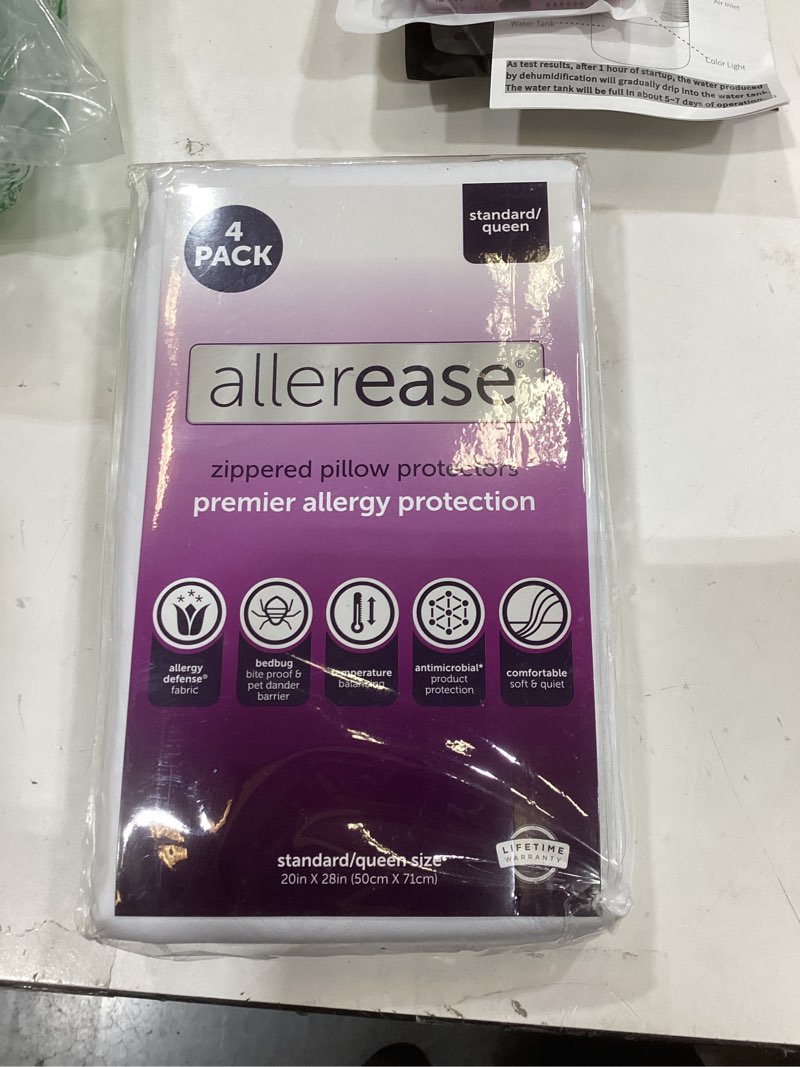 Air Inlet
Water Tank
Color Light
As test results, after 1 hour of startup, the water produced
by dehumidification will gradually drip into the water tank.
The water tank will be full in about 5~7 days of operation.
4
PACK
standard/
queen
allerease®
zippered pillow protectors
premier allergy protection
allergy
defense®
fabric
bedbug
bite proof &
pet dander
barrier
temperature
balancing
antimicrobial*
product
protection
comfortable
soft & quiet
LIFETIME
WARRANTY
standard/queen size
20in X 28in (50cm X 71cm)